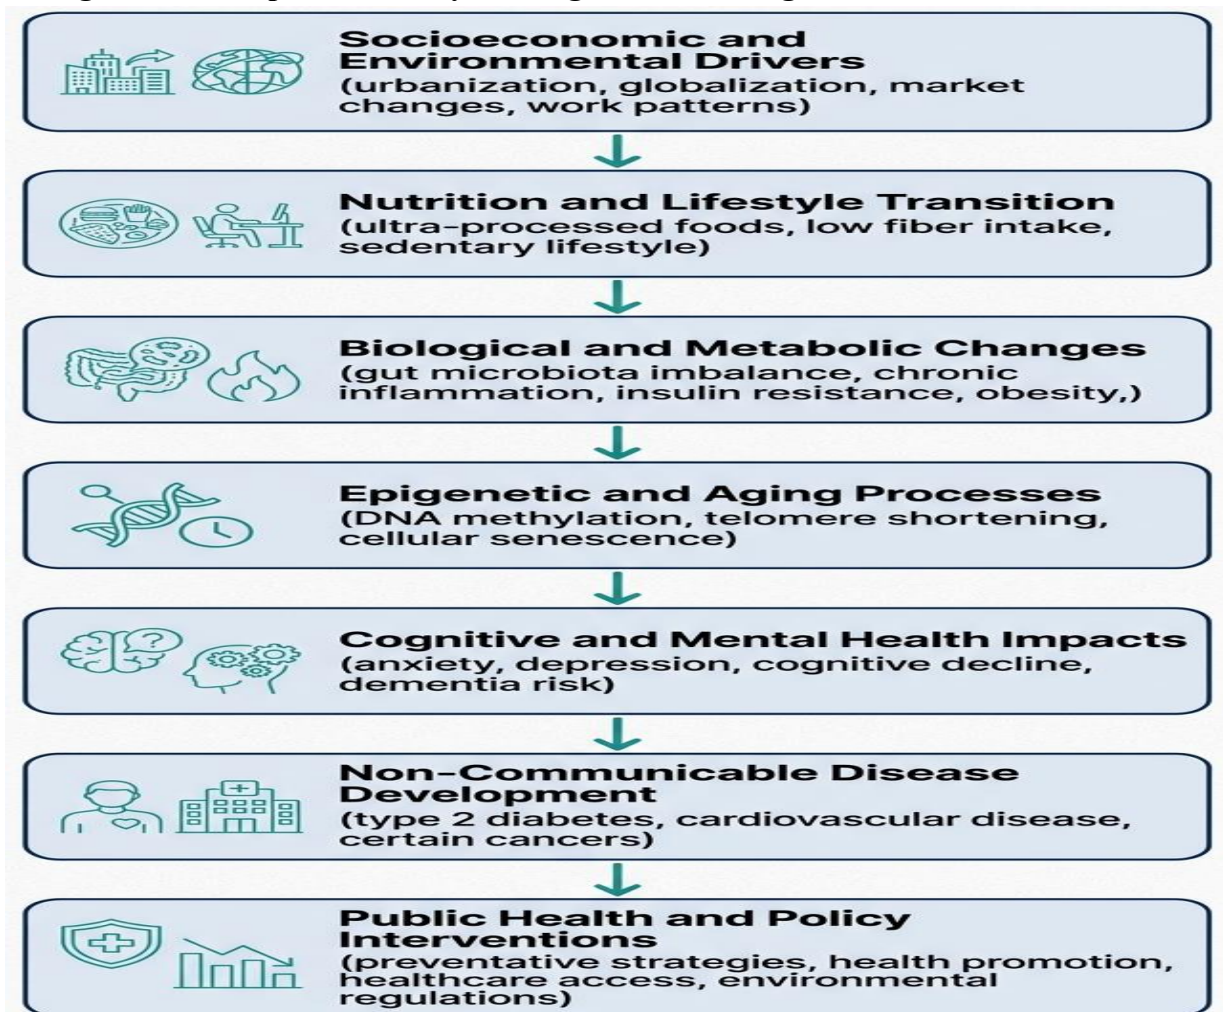 Socioeconomic and
Environmental Drivers
(urbanization, globalization, market
changes, work patterns)
Nutrition and Lifestyle Transition
(ultra-processed foods, low fiber intake,
sedentary lifestyle)
Biological and Metabolic Changes
(gut microbiota imbalance, chronic
inflammation, insulin resistance, obesity,)
Epigenetic and Aging Processes
(DNA methylation, telomere shortening,
cellular senescence)
Cognitive and Mental Health Impacts
(anxiety, depression, cognitive decline,
dementia risk)
Non-Communicable Disease
Development
(type 2 diabetes, cardiovascular disease,
certain cancers)
Public Health and Policy
Interventions
(preventative strategies, health promotion,
healthcare access, environmental
regulations)